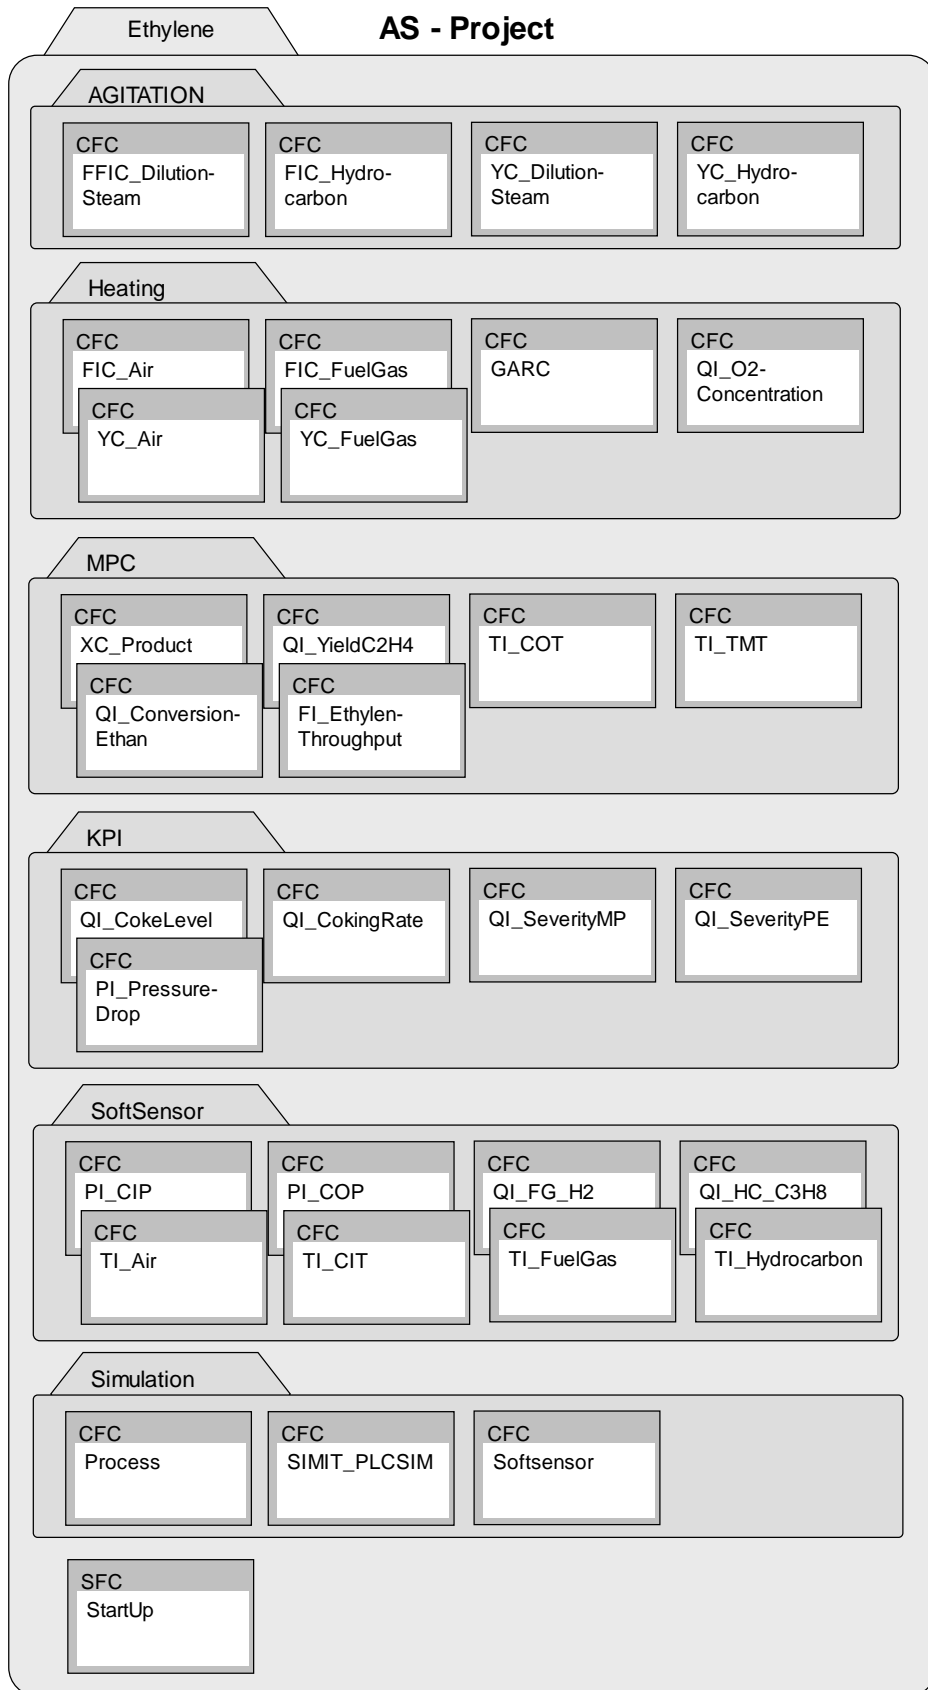 Ethylene
AS - Project
AGITATION
CFC
FFIC_Dilution-
Steam
CFC
FIC_Hydro-
carbon
CFC
YC_Dilution-
Steam
CFC
YC_Hydro-
carbon
Heating
CFC
FIC_Air
CFC
YC_Air
CFC
FIC_FuelGas
CFC
YC_FuelGas
CFC
GARC
CFC
QI_O2-
Concentration
MPC
CFC
XC_Product
CFC
QI_Conversion-
Ethan
CFC
QI_YieldC2H4
CFC
FI_Ethylen-
Throughput
CFC
TI_COT
CFC
TI_TMT
KPI
CFC
QI_CokeLevel
CFC
PI_Pressure-
Drop
CFC
QI_CokingRate
CFC
QI_SeverityMP
CFC
QI_SeverityPE
SoftSensor
CFC
PI_CIP
CFC
TI_Air
CFC
PI_COP
CFC
TI_CIT
CFC
QI_FG_H2
CFC
TI_FuelGas
CFC
QI_HC_C3H8
CFC
TI_Hydrocarbon
Simulation
CFC
Process
CFC
SIMIT_PLCSIM
CFC
Softsensor
SFC
StartUp